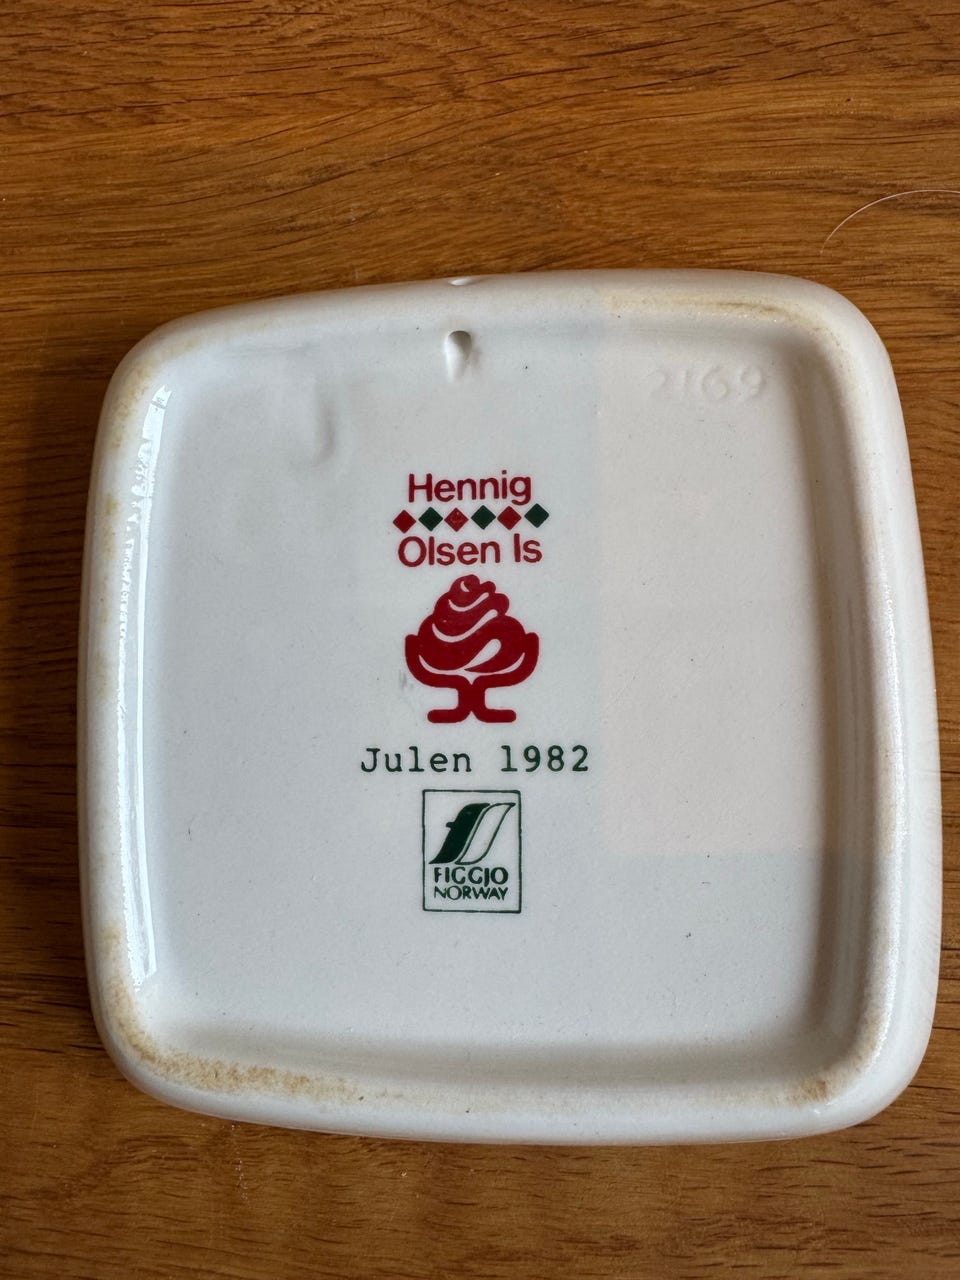 2169
Hennig
Olsen Is
Julen 1982
FIGGJO
NORWAY